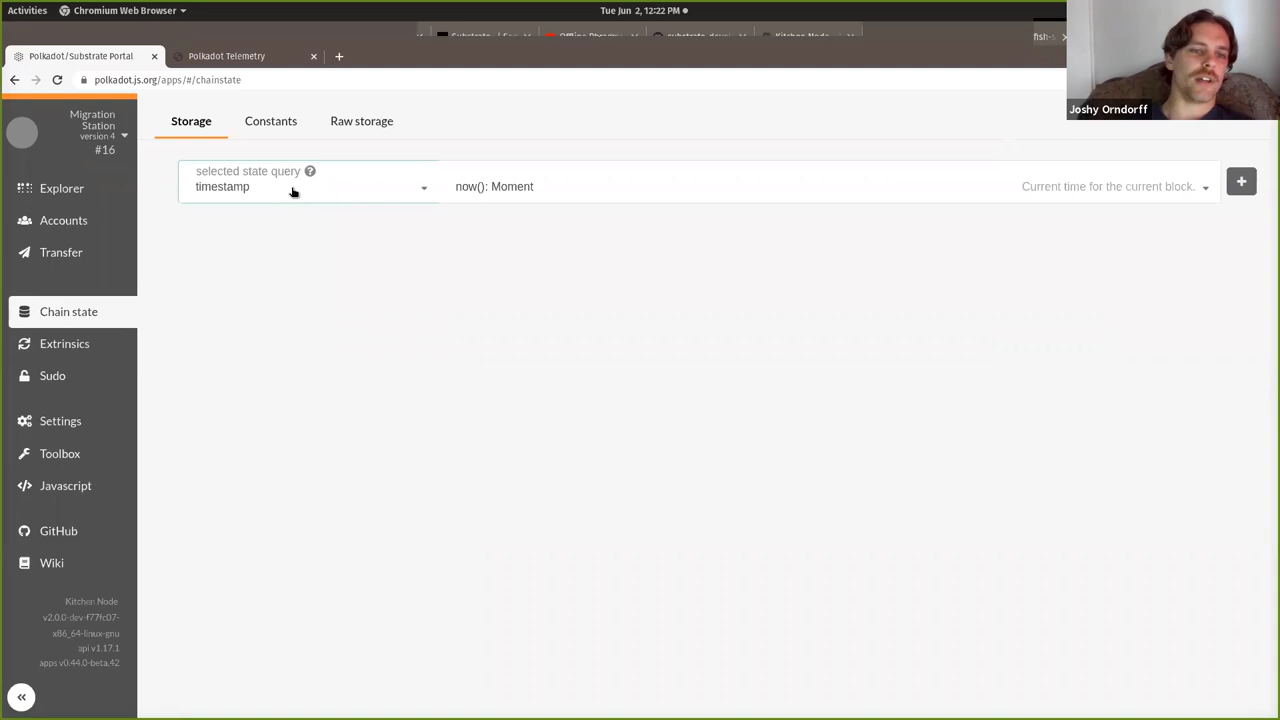 Activities
Chromium Web Browser
Tue Jun 2, 12:22 PM
Polkadot/Substrate Portal
Polkadot Telemetry
polkadot.js.org/apps/#/chainstate
Joshy Orndorff
Migration
Station
version 4
#16
Storage
Constants
Raw storage
selected state query
timestamp
now(): Moment
Current time for the current block.
Explorer
Accounts
Transfer
Chain state
Extrinsics
Sudo
Settings
Toolbox
Javascript
GitHub
Wiki
Kitchen Node
v2.0.0-dev-f77fc07-
x86_64-linux-gnu
api v1.17.1
apps v0.44.0-beta.42